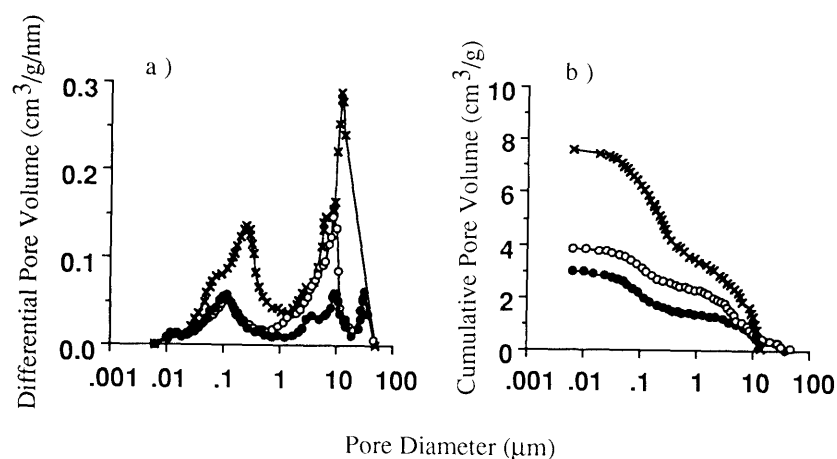 a )
Differential Pore Volume (cm³/g/nm)
0.3
0.2
0.1
0.0
.001 .01 .1 1 10 100
b )
Cumulative Pore Volume (cm³/g)
10
8
6
4
2
0
.001 .01 0.1 1 10 100
Pore Diameter (μm)